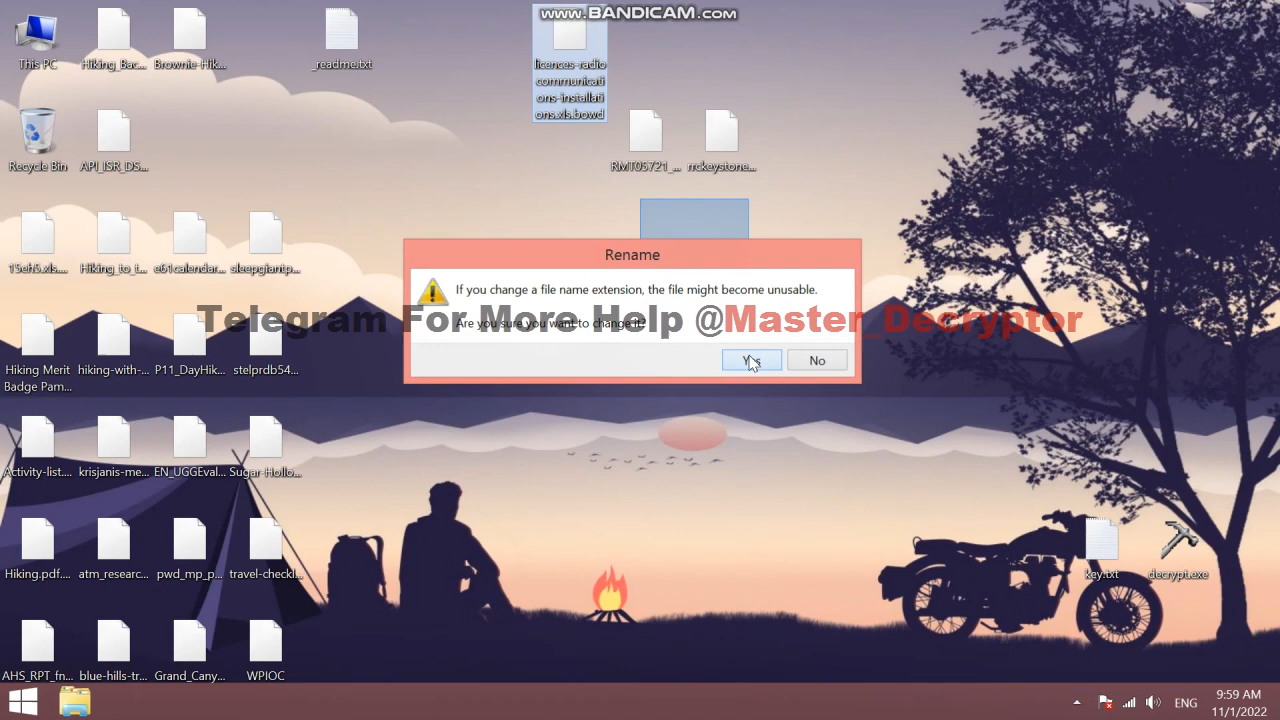 www.BANDICAM.com
This PC
Hiking_Bac...
Brownie-Hik...
_readme.txt
licences-radio
communicati
ons-installati
ons.xls.bowd
Recycle Bin
API_ISR_DS...
RMT05721_...
rrckeystone...
15eh5.xls....
Hiking_to_t...
e61calendar...
sleepgiantp...
Rename
If you change a file name extension, the file might become unusable.
Are you sure you want to change it?
Telegram For More Help @Master_Decryptor
Yes
No
Hiking Merit
Badge Pam...
hiking-with-...
P11_DayHik...
stelprdb54...
Activity-list....
krisjanis-me...
EN_UGGEval...
Sugar-Hollo...
Hiking.pdf....
atm_researc...
pwd_mp_p...
travel-checkl...
key.txt
decrypt.exe
AHS_RPT_fn...
blue-hills-tr...
Grand_Cany...
WPIOC
ENG
9:59 AM
11/1/2022